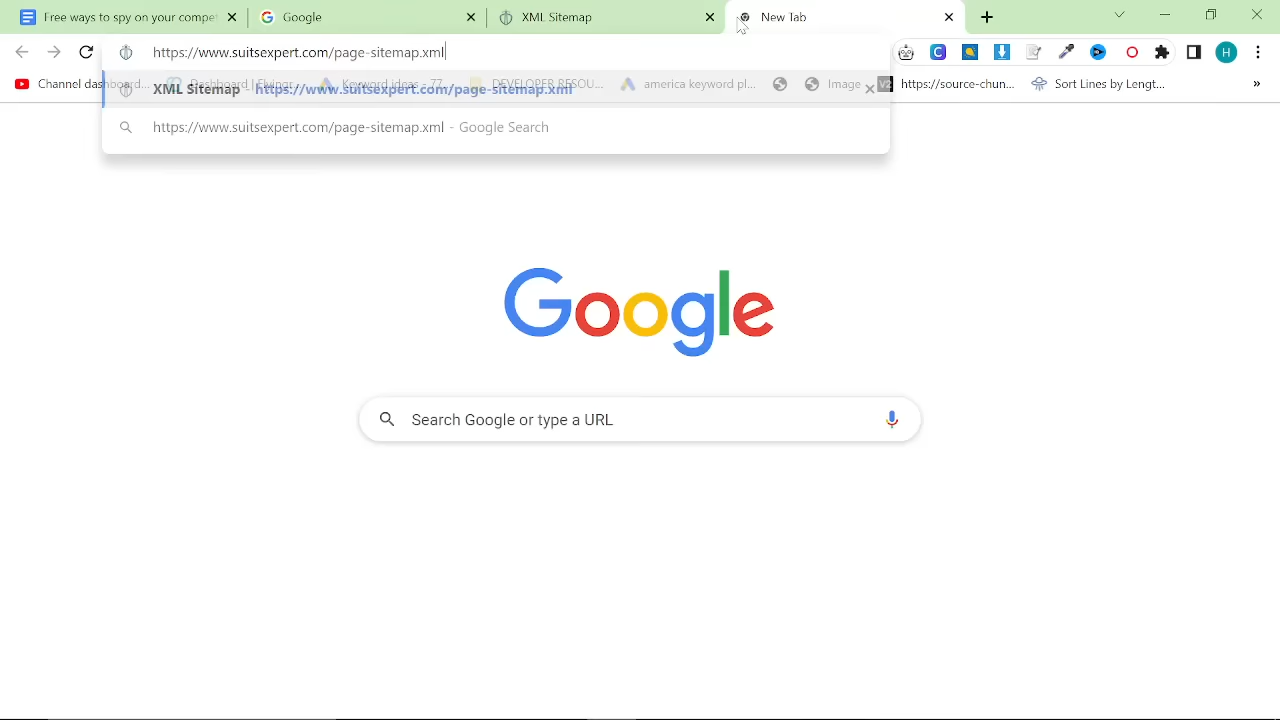 Free ways to spy on your compet
Google
XML Sitemap
New Tab
https://www.suitsexpert.com/page-sitemap.xml
H
Channel dashboard...
Keyword ideas - 77...
DEVELOPER RESOU...
america keyword pl...
Image
V2
https://source-chun...
Sort Lines by Lengt...
»
XML Sitemap - https://www.suitsexpert.com/page-sitemap.xml
https://www.suitsexpert.com/page-sitemap.xml - Google Search
Google
Search Google or type a URL